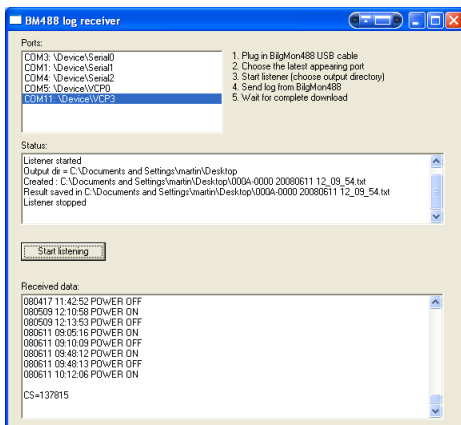 BM488 log receiver
Ports:
COM3: \Device\Serial0
COM1: \Device\Serial1
COM4: \Device\Serial2
COM5: \Device\VCP0
COM11: \Device\VCP3
1. Plug in BilgMon488 USB cable
2. Choose the latest appearing port
3. Start listener (choose output directory)
4. Send log from BilgMon488
5. Wait for complete download
Status:
Listener started
Output dir = C:\Documents and Settings\martin\Desktop
Created : C:\Documents and Settings\martin\Desktop\000A-0000 20080611 12_09_54.txt
Result saved in C:\Documents and Settings\martin\Desktop\000A-0000 20080611 12_09_54.txt
Listener stopped
Start listening
Received data:
080417 11:42:52 POWER OFF
080509 12:10:58 POWER ON
080509 12:13:53 POWER OFF
080611 09:05:16 POWER ON
080611 09:10:09 POWER OFF
080611 09:48:12 POWER ON
080611 09:48:13 POWER OFF
080611 10:12:06 POWER ON
CS=137815